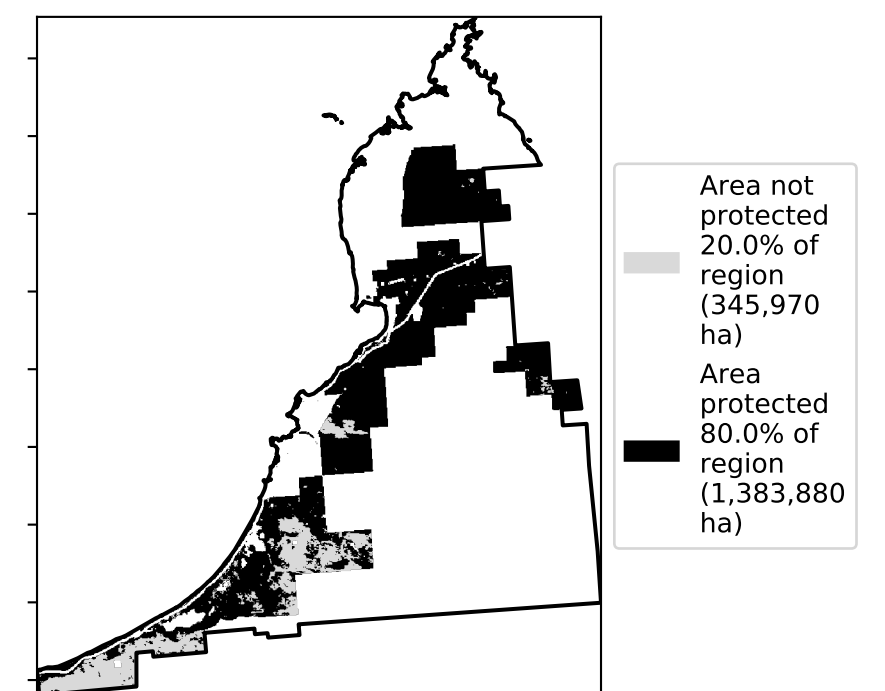 Area not
protected
20.0% of
region
(345,970
ha)
Area
protected
80.0% of
region
(1,383,880
ha)